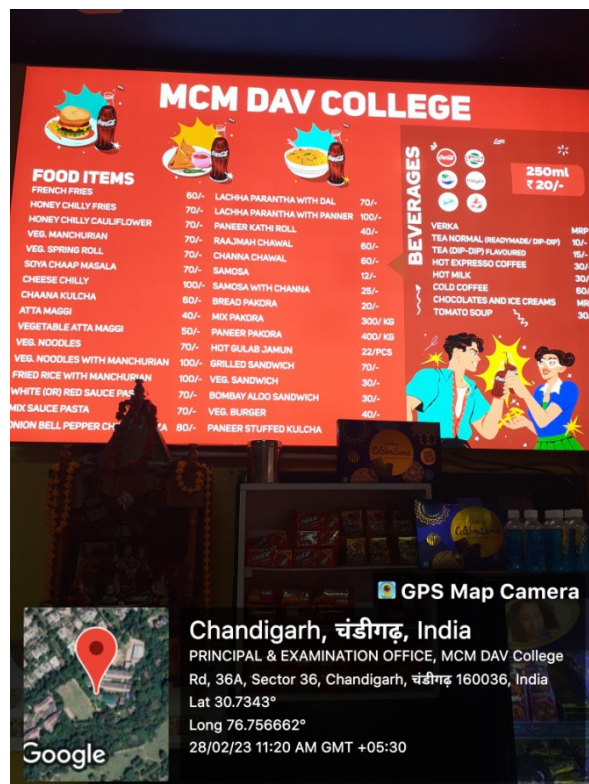 MCM DAV COLLEGE
FOOD ITEMS
FRENCH FRIES 60/-
HONEY CHILLY FRIES 70/-
HONEY CHILLY CAULIFLOWER 70/-
VEG. MANCHURIAN 70/-
VEG. SPRING ROLL 70/-
SOYA CHAAP MASALA 70/-
CHEESE CHILLY 100/-
CHAANA KULCHA 60/-
ATTA MAGGI 40/-
VEGETABLE ATTA MAGGI 50/-
VEG. NOODLES 70/-
VEG. NOODLES WITH MANCHURIAN 100/-
FRIED RICE WITH MANCHURIAN 100/-
WHITE (OR) RED SAUCE 70/-
MIX SAUCE PASTA 70/-
ONION BELL PEPPER 80/-
LACHHA PARANTHA WITH DAL 70/-
LACHHA PARANTHA WITH PANNER 100/-
PANEER KATHI ROLL 40/-
RAAJMAH CHAWAL 60/-
CHANNA CHAWAL 60/-
SAMOSA 12/-
SAMOSA WITH CHANNA 25/-
BREAD PAKORA 20/-
MIX PAKORA 300/ KG
PANEER PAKORA 400/ KG
HOT GULAB JAMUN 22/PCS
GRILLED SANDWICH 70/-
VEG. SANDWICH 30/-
BOMBAY ALOO SANDWICH 30/-
VEG. BURGER 40/-
PANEER STUFFED KULCHA
BEVERAGES
250ml
₹ 20/-
VERKA MRP
TEA NORMAL (READYMADE/ DIP-DIP) 10/-
TEA (DIP-DIP) FLAVOURED 15/-
HOT EXPRESSO COFFEE 30/
HOT MILK 30/
COLD COFFEE 60/
CHOCOLATES AND ICE CREAMS MR
TOMATO SOUP 30
Celebrations
Celebrations
GPS Map Camera
Chandigarh, चंडीगढ़, India
PRINCIPAL & EXAMINATION OFFICE, MCM DAV College
Rd, 36A, Sector 36, Chandigarh, चंडीगढ़ 160036, India
Lat 30.7343°
Long 76.756662°
28/02/23 11:20 AM GMT +05:30
Google